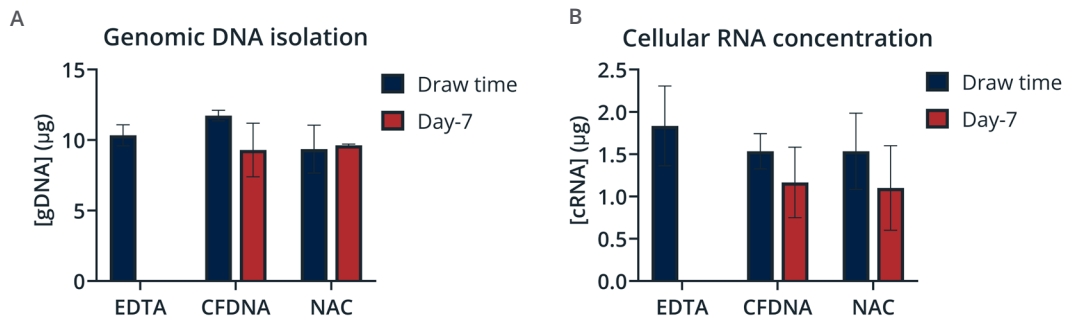 A
Genomic DNA isolation
15
10
5
0
[gDNA] (µg)
EDTA
CFDNA
NAC
Draw time
Day-7
B
Cellular RNA concentration
2.5
2.0
1.5
1.0
0.5
0.0
[cRNA] (µg)
EDTA
CFDNA
NAC
Draw time
Day-7